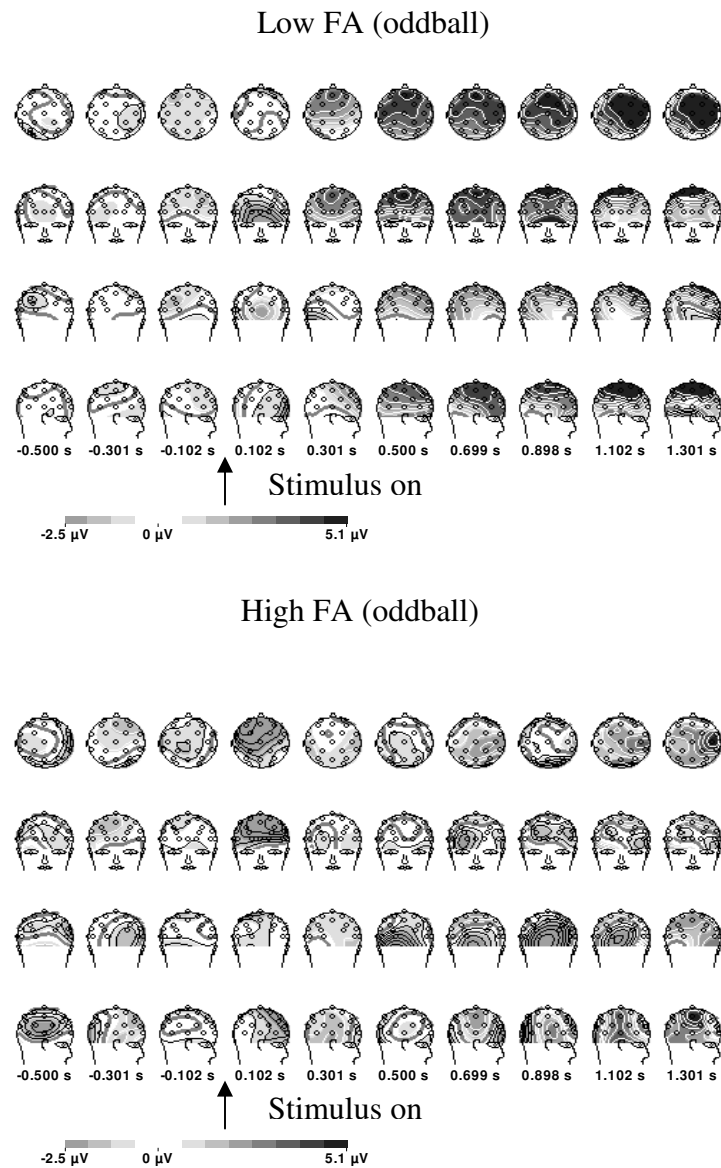 Low FA (oddball)
-0.500 s -0.301 s -0.102 s 0.102 s 0.301 s 0.500 s 0.699 s 0.898 s 1.102 s 1.301 s
Stimulus on
-2.5 µV 0 µV 5.1 µV
High FA (oddball)
-0.500 s -0.301 s -0.102 s 0.102 s 0.301 s 0.500 s 0.699 s 0.898 s 1.102 s 1.301 s
Stimulus on
-2.5 µV 0 µV 5.1 µV